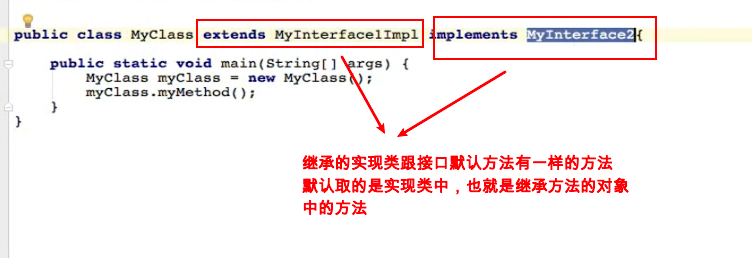 public class MyClass extends MyInterface1Impl implements MyInterface2{
public static void main(String[] args) {
MyClass myClass = new MyClass();
myClass.myMethod();
}
}
继承的实现类跟接口默认方法有一样的方法
默认取的是实现类中，也就是继承方法的对象
中的方法